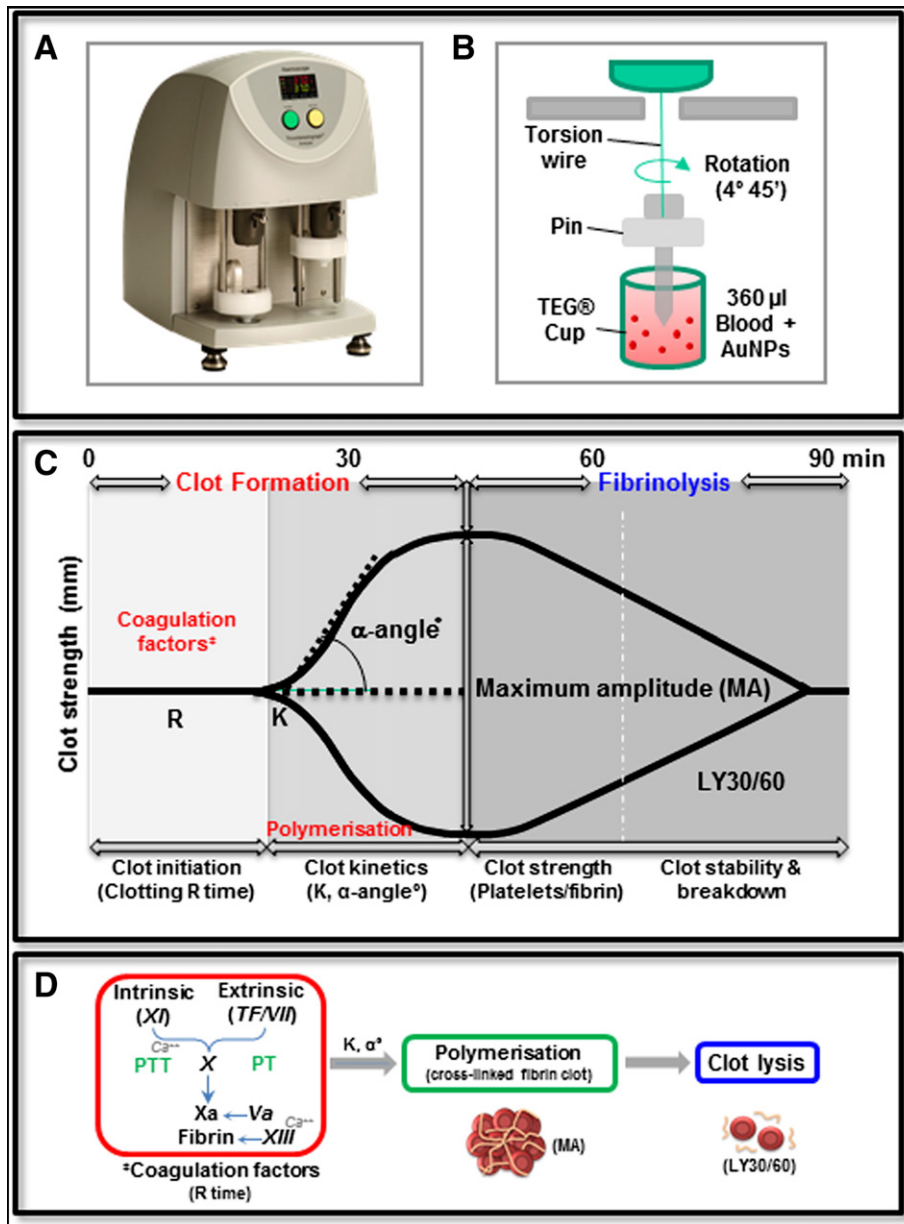 A
B
Torsion
wire
Rotation
(4° 45')
Pin
TEG®
Cup
360 µl
Blood +
AuNPs
C
0 30 60 90 min
Clot Formation
Fibrinolysis
Clot strength (mm)
Coagulation
factors‡
α-angle°
Maximum amplitude (MA)
R
K
LY30/60
Polymerisation
Clot initiation
(Clotting R time)
Clot kinetics
(K, α-angle°)
Clot strength
(Platelets/fibrin)
Clot stability &
breakdown
D
Intrinsic
(XI)
Extrinsic
(TF/VII)
Ca++
PTT
X
PT
Xa
Va
Ca++
Fibrin
XIII
‡Coagulation factors
(R time)
K, α°
Polymerisation
(cross-linked fibrin clot)
(MA)
Clot lysis
(LY30/60)